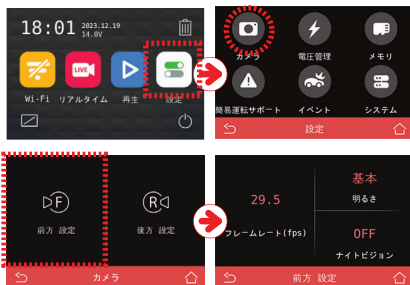 18:01 2023.12.19
14.0V
Wi-Fi リアルタイム 再生 設定
LIVE
カメラ 電圧管理 メモリ
簡易運転サポート イベント システム
設定
F R
前方 設定 後方 設定
カメラ
29.5
フレームレート(fps)
基本
明るさ
OFF
ナイトビジョン
前方 設定